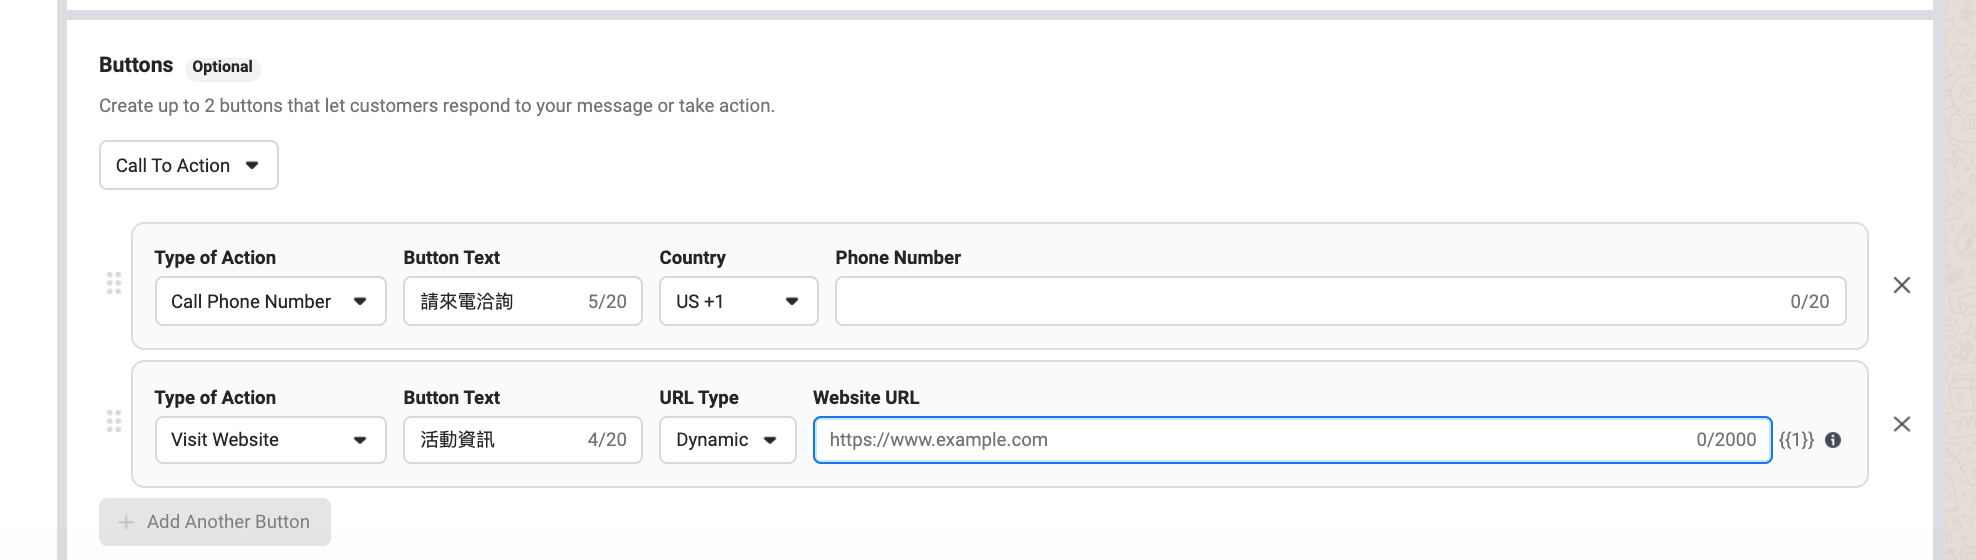 Buttons Optional
Create up to 2 buttons that let customers respond to your message or take action.
Call To Action
Type of Action Button Text Country Phone Number
Call Phone Number 請來電洽詢 5/20 US +1 0/20
Type of Action Button Text URL Type Website URL
Visit Website 活動資訊 4/20 Dynamic https://www.example.com 0/2000 {{1}}
+ Add Another Button